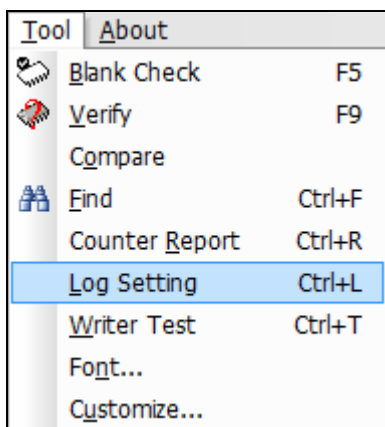 Tool About
Blank Check F5
Verify F9
Compare
Find Ctrl+F
Counter Report Ctrl+R
Log Setting Ctrl+L
Writer Test Ctrl+T
Font...
Customize...